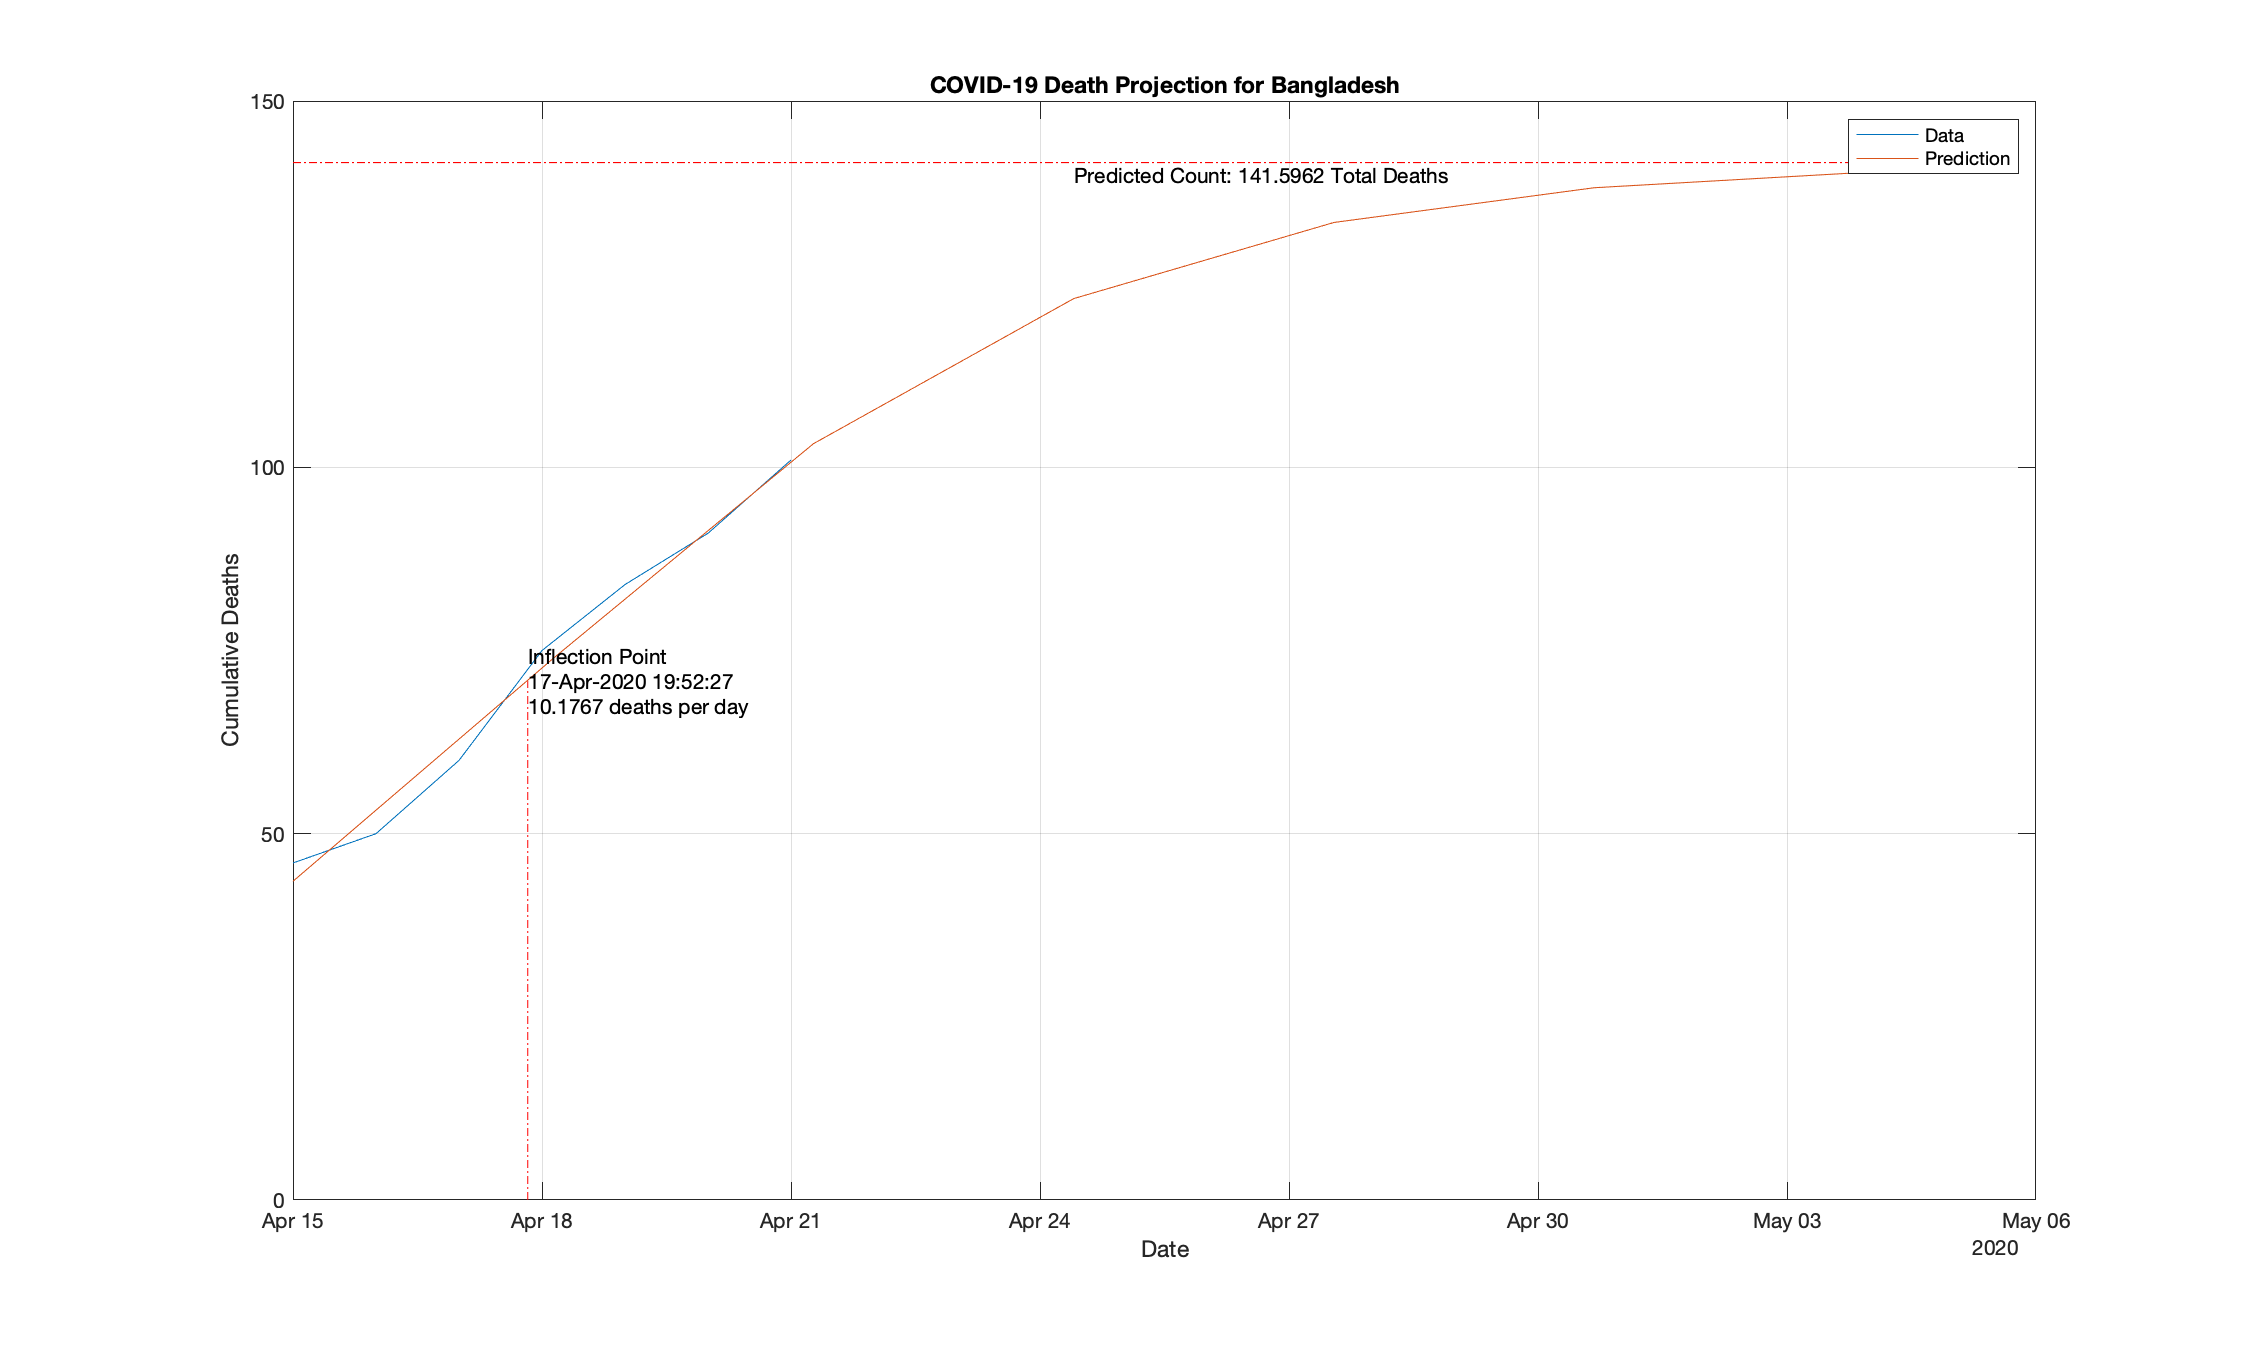 COVID-19 Death Projection for Bangladesh
150
Data
Prediction
Predicted Count: 141.5962 Total Deaths
100
Cumulative Deaths
Inflection Point
17-Apr-2020 19:52:27
10.1767 deaths per day
50
0
Apr 15 Apr 18 Apr 21 Apr 24 Apr 27 Apr 30 May 03 May 06
Date
2020